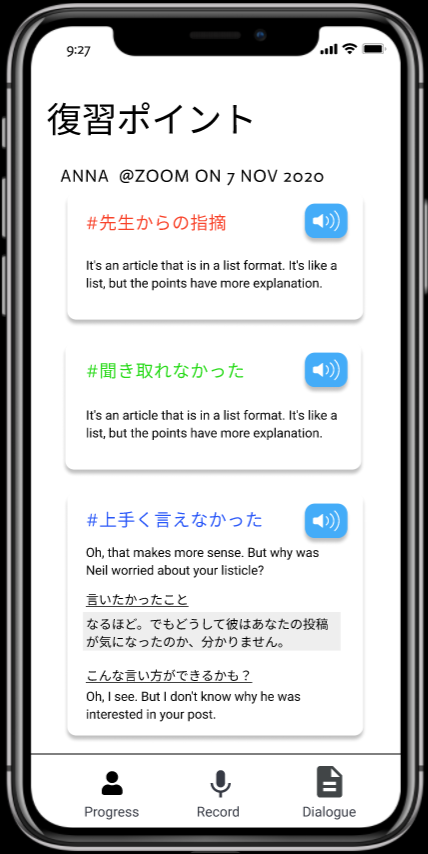 9:27
復習ポイント
ANNA @ZOOM ON 7 NOV 2020
#先生からの指摘
It's an article that is in a list format. It's like a
list, but the points have more explanation.
#聞き取れなかった
It's an article that is in a list format. It's like a
list, but the points have more explanation.
#上手く言えなかった
Oh, that makes more sense. But why was
Neil worried about your listicle?
言いたかったこと
なるほど。でもどうして彼はあなたの投稿
が気になったのか、分かりません。
こんな言い方ができるかも？
Oh, I see. But I don't know why he was
interested in your post.
Progress Record Dialogue